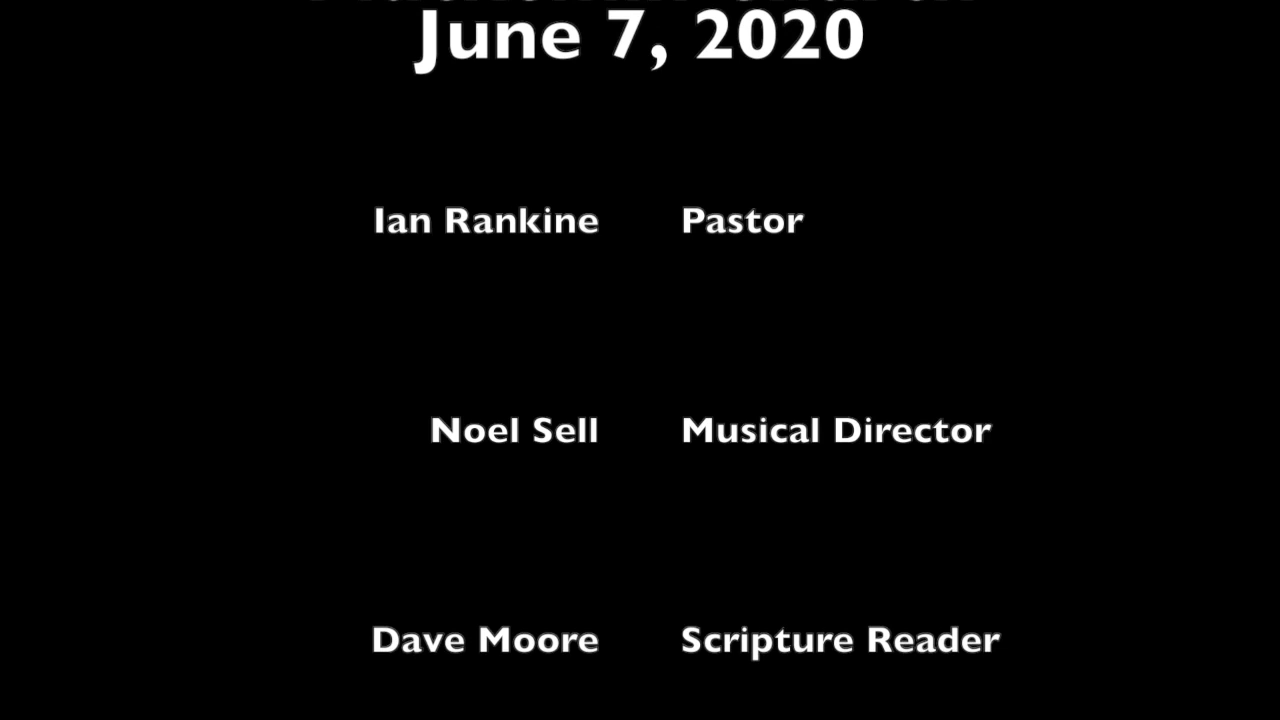 June 7, 2020
Ian Rankine Pastor
Noel Sell Musical Director
Dave Moore Scripture Reader